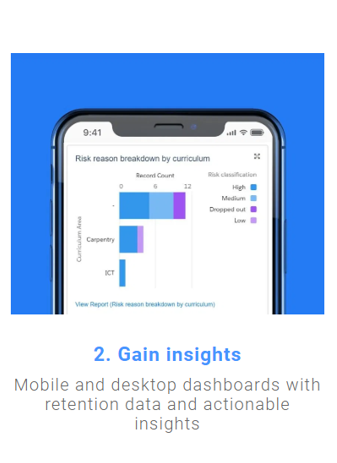 9:41
Risk reason breakdown by curriculum
Record Count
Risk classification
0 6 12
High
Medium
Dropped out
Low
Curriculum Area
-
Carpentry
ICT
View Report (Risk reason breakdown by curriculum)
2. Gain insights
Mobile and desktop dashboards with
retention data and actionable
insights